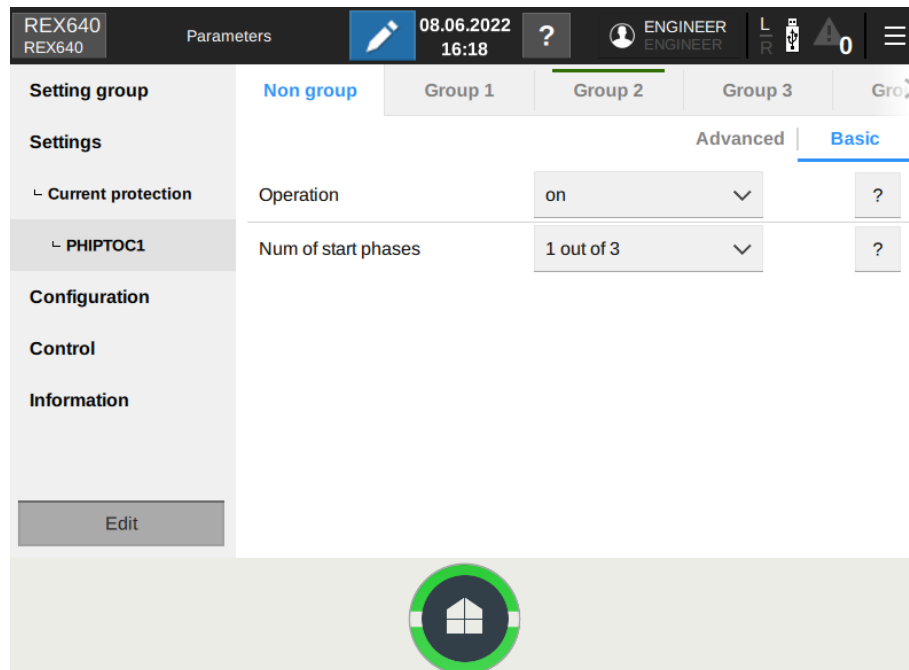 REX640
REX640
Parameters
08.06.2022
16:18
?
ENGINEER
ENGINEER
L
R
0
Setting group
Settings
Current protection
PHIPTOC1
Configuration
Control
Information
Edit
Non group
Group 1
Group 2
Group 3
Gro
Advanced
Basic
Operation
on
?
Num of start phases
1 out of 3
?